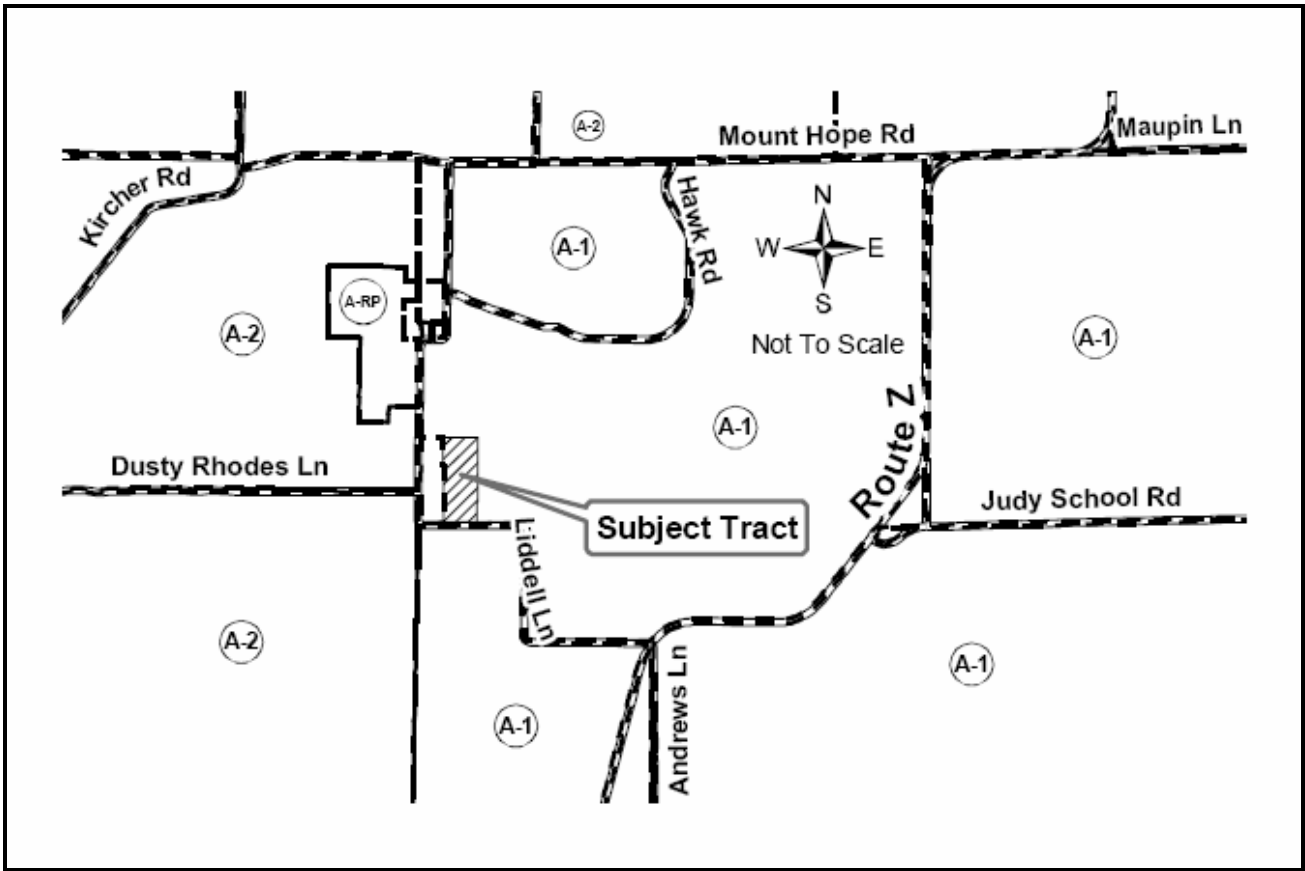 A-2
Mount Hope Rd
Maupin Ln
Kircher Rd
Hawk Rd
N
W E
S
A-1
A-RP
A-2
Not To Scale
A-1
A-1
Route Z
Dusty Rhodes Ln
Judy School Rd
Subject Tract
Liddell Ln
A-2
A-1
Andrews Ln
A-1